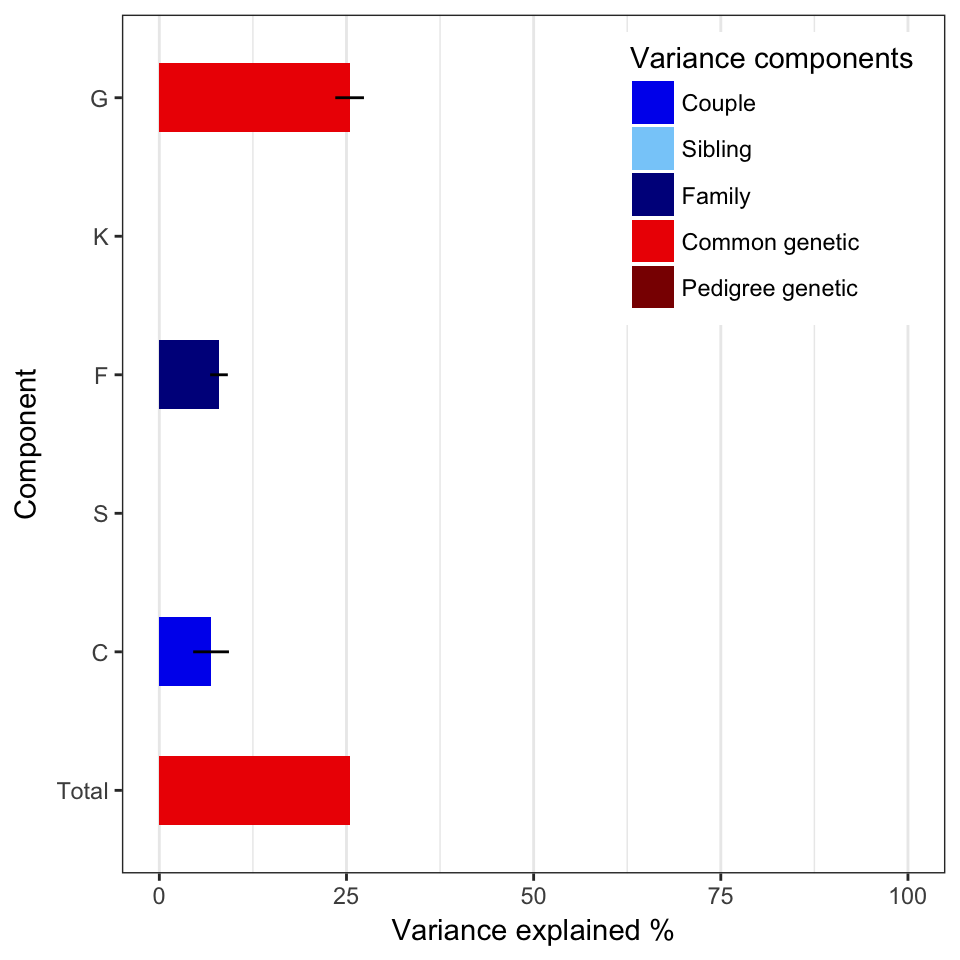 Variance components
Couple
Sibling
Family
Common genetic
Pedigree genetic
G
K
F
S
C
Total
Component
0 25 50 75 100
Variance explained %